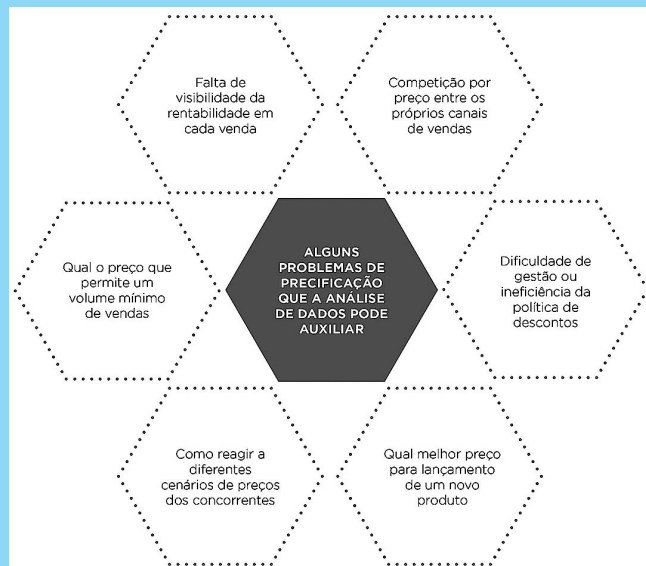 Falta de
visibilidade da
rentabilidade em
cada venda
Competição por
preço entre os
próprios canais
de vendas
Qual o preço que
permite um
volume mínimo
de vendas
ALGUNS
PROBLEMAS DE
PRECIFICAÇÃO
QUE A ANÁLISE
DE DADOS PODE
AUXILIAR
Dificuldade de
gestão ou
ineficiência da
política de
descontos
Como reagir a
diferentes
cenários de preços
dos concorrentes
Qual melhor preço
para lançamento
de um novo
produto